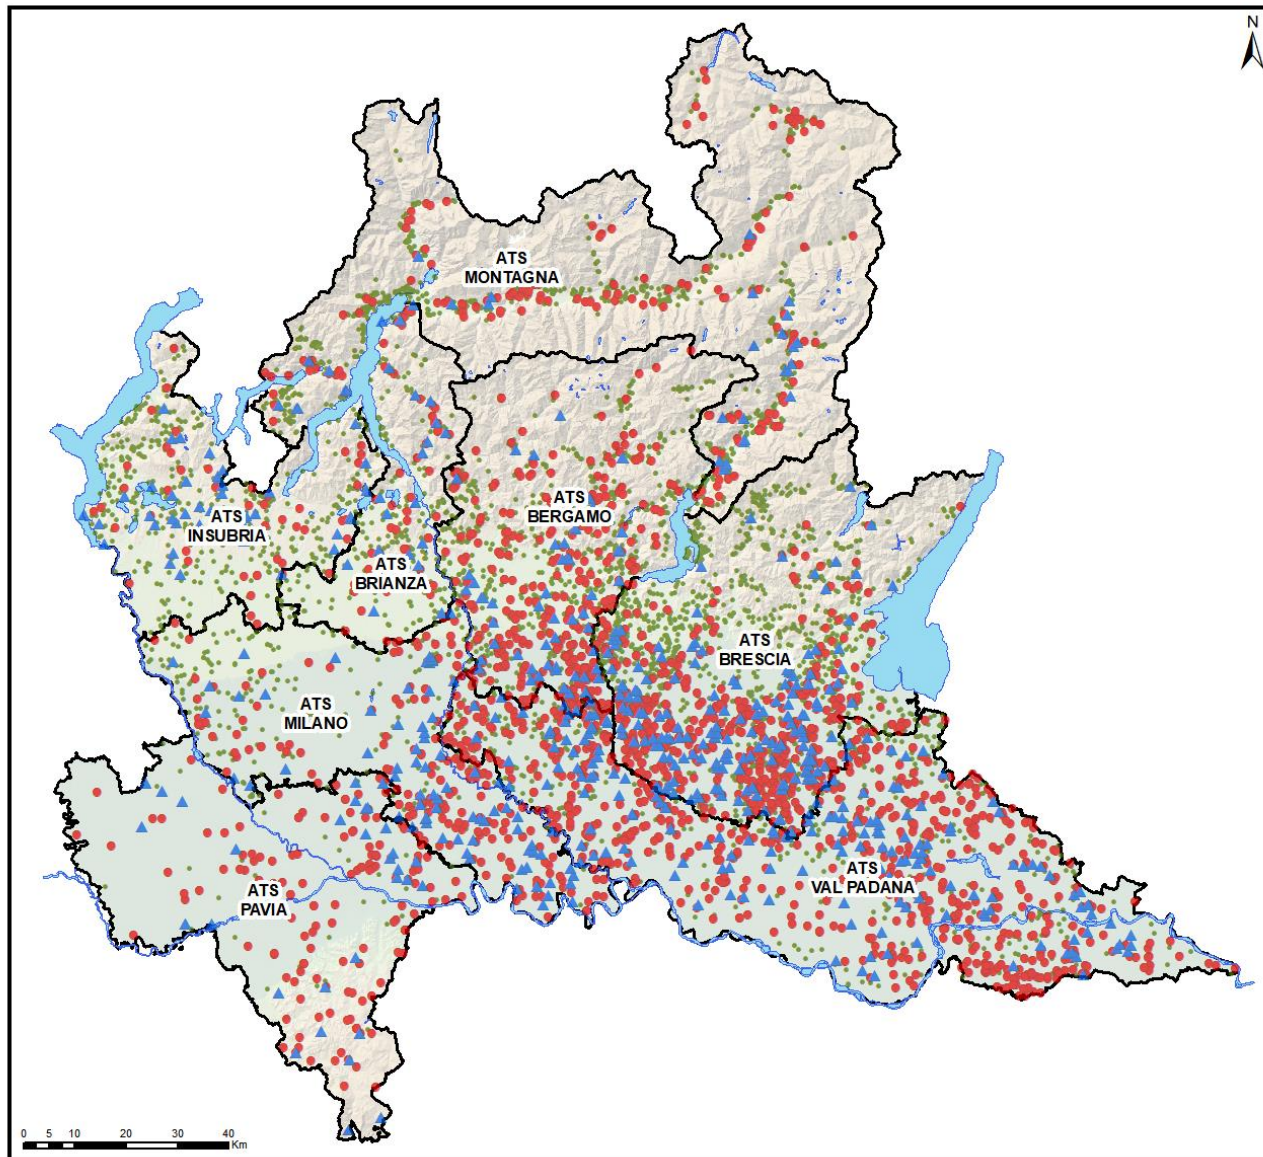 N
ATS
MONTAGNA
ATS
BERGAMO
ATS
INSUBRIA
ATS
BRIANZA
ATS
BRESCIA
ATS
MILANO
ATS
VAL PADANA
ATS
PAVIA
0 5 10 20 30 40
Km